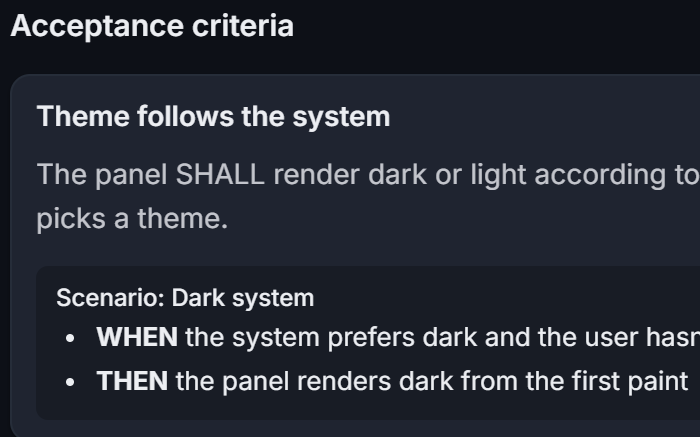 Acceptance criteria
Theme follows the system
The panel SHALL render dark or light according to
picks a theme.
Scenario: Dark system
• WHEN the system prefers dark and the user hasn
• THEN the panel renders dark from the first paint